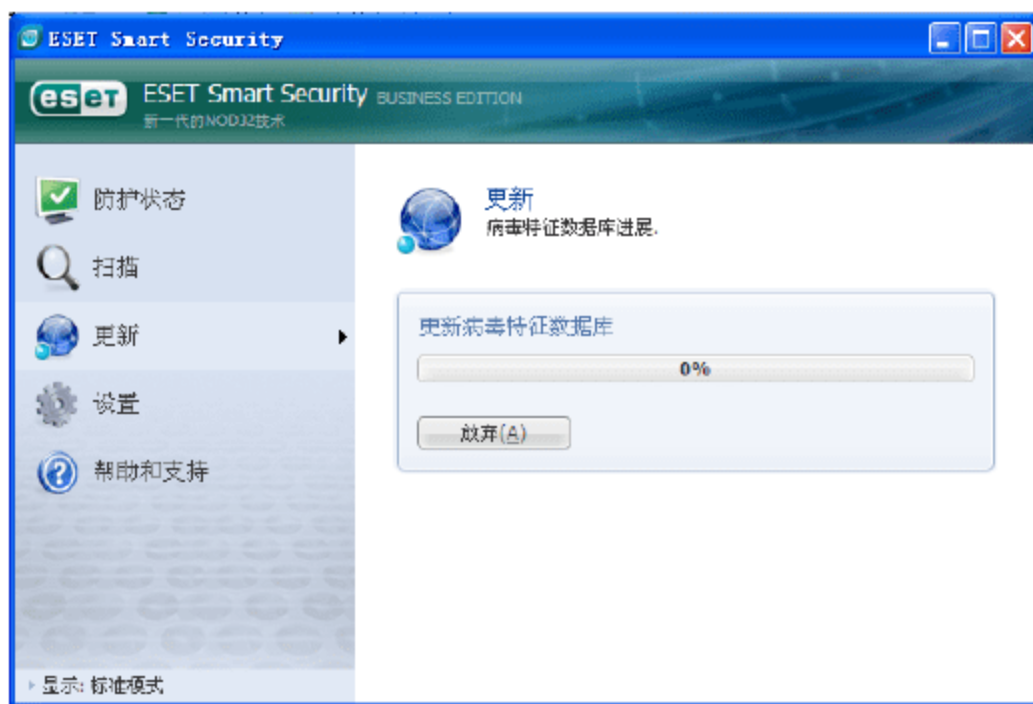 ESET Smart Security
eset ESET Smart Security BUSINESS EDITION
新一代的NOD32技术
防护状态
扫描
更新
设置
帮助和支持
显示: 标准模式
更新
病毒特征数据库进展.
更新病毒特征数据库
0%
放弃(A)